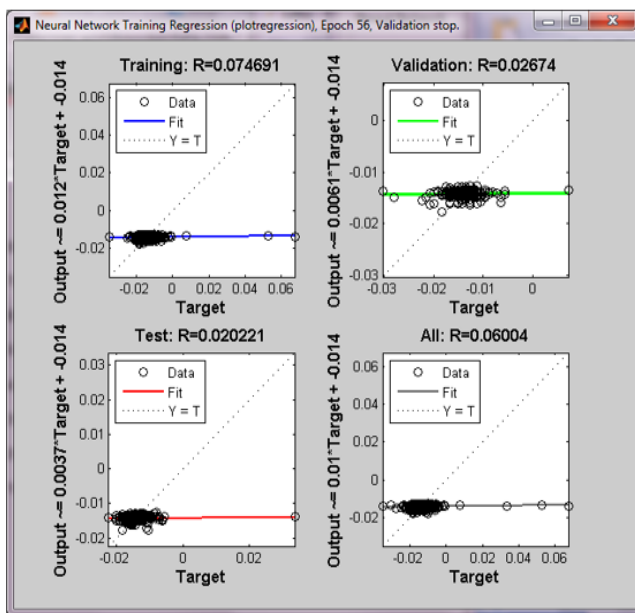 Neural Network Training Regression (plotregression), Epoch 56, Validation stop.
Training: R=0.074691
Output ~= 0.012*Target + -0.014
0.06
0.04
0.02
0
-0.02
Data
Fit
Y = T
-0.02 0 0.02 0.04 0.06
Target
Validation: R=0.02674
Output ~= 0.0061*Target + -0.014
0
-0.01
-0.02
-0.03
Data
Fit
Y = T
-0.03 -0.02 -0.01 0
Target
Test: R=0.020221
Output ~= 0.0037*Target + -0.014
0.03
0.02
0.01
0
-0.01
-0.02
Data
Fit
Y = T
-0.02 0 0.02
Target
All: R=0.06004
Output ~= 0.01*Target + -0.014
0.06
0.04
0.02
0
-0.02
Data
Fit
Y = T
-0.02 0 0.02 0.04 0.06
Target